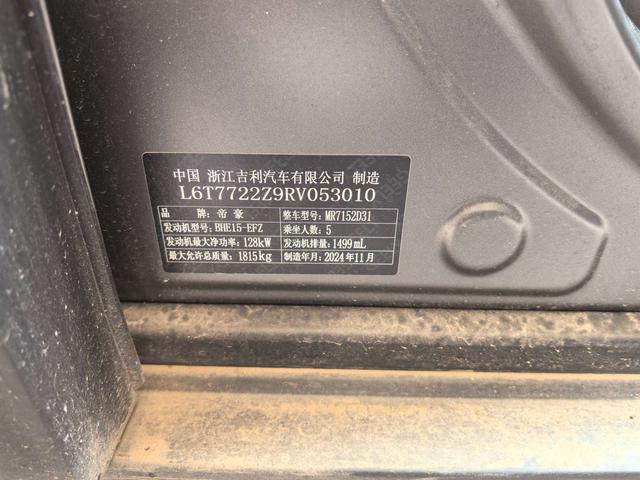 中国 浙江吉利汽车有限公司 制造
L6T7722Z9RV053010
品牌：帝豪 整车型号：MR7152D31
发动机型号：BHE15-EFZ 乘坐人数：5
发动机最大净功率：128kW 发动机排量：1499mL
最大允许总质量：1815kg 制造年月：2024年11月